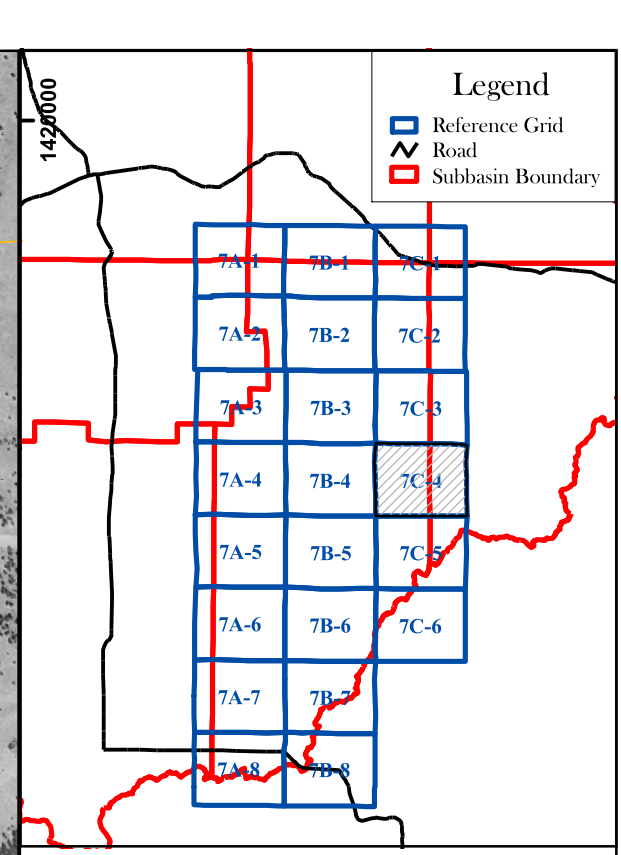 Legend
Reference Grid
Road
Subbasin Boundary
1420000
7A-1 7B-1 7C-1
7A-2 7B-2 7C-2
7A-3 7B-3 7C-3
7A-4 7B-4 7C-4
7A-5 7B-5 7C-5
7A-6 7B-6 7C-6
7A-7 7B-7
7A-8 7B-8